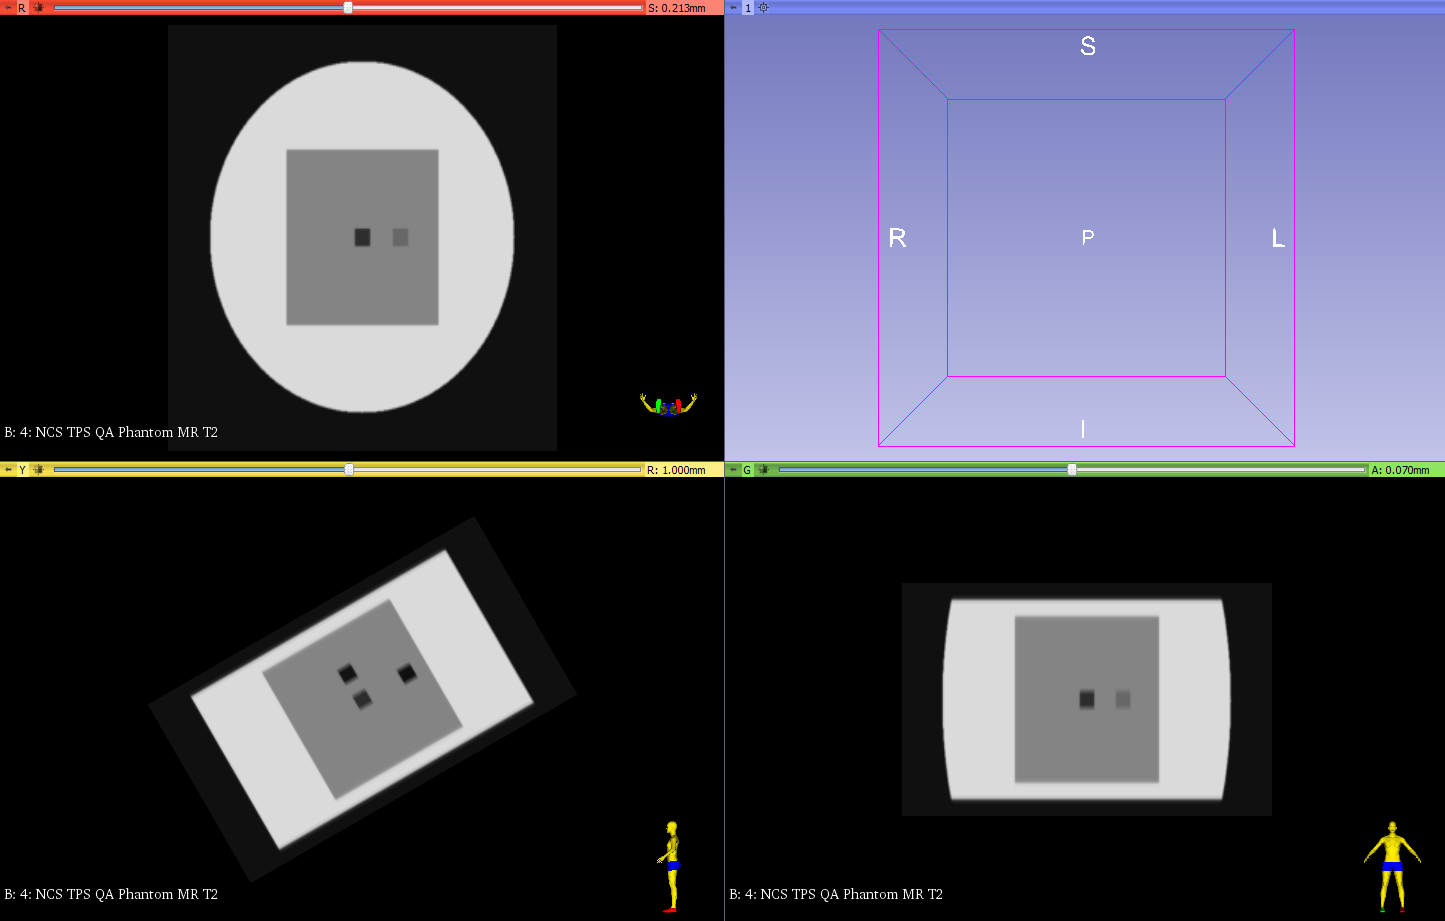 R S: 0.213mm
1
S
R P L
I
B: 4: NCS TPS QA Phantom MR T2
Y R: 1.000mm
G A: 0.070mm
B: 4: NCS TPS QA Phantom MR T2
B: 4: NCS TPS QA Phantom MR T2